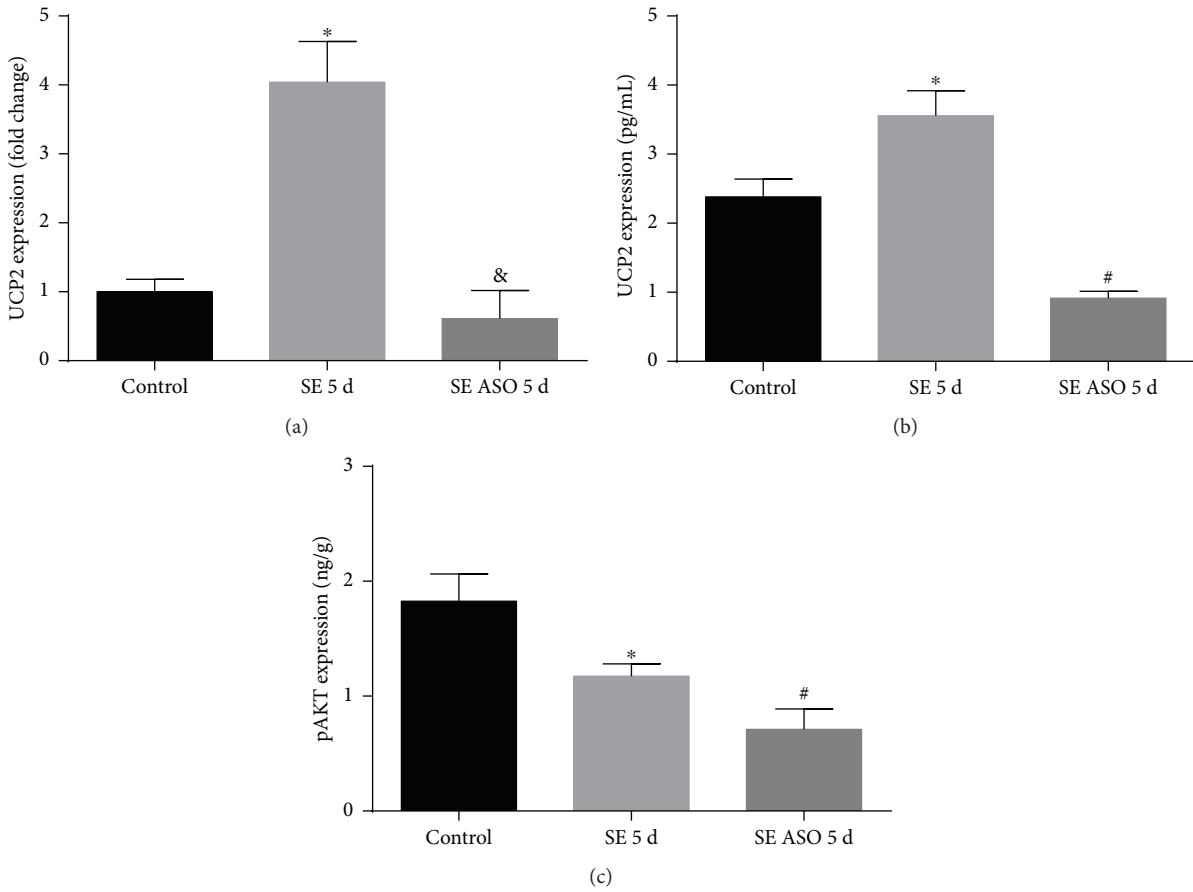 UCP2 expression (fold change)
5
4
3
2
1
0
*
&
Control
SE 5 d
SE ASO 5 d
(a)
UCP2 expression (pg/mL)
5
4
3
2
1
0
*
#
Control
SE 5 d
SE ASO 5 d
(b)
pAKT expression (ng/g)
3
2
1
0
*
#
Control
SE 5 d
SE ASO 5 d
(c)